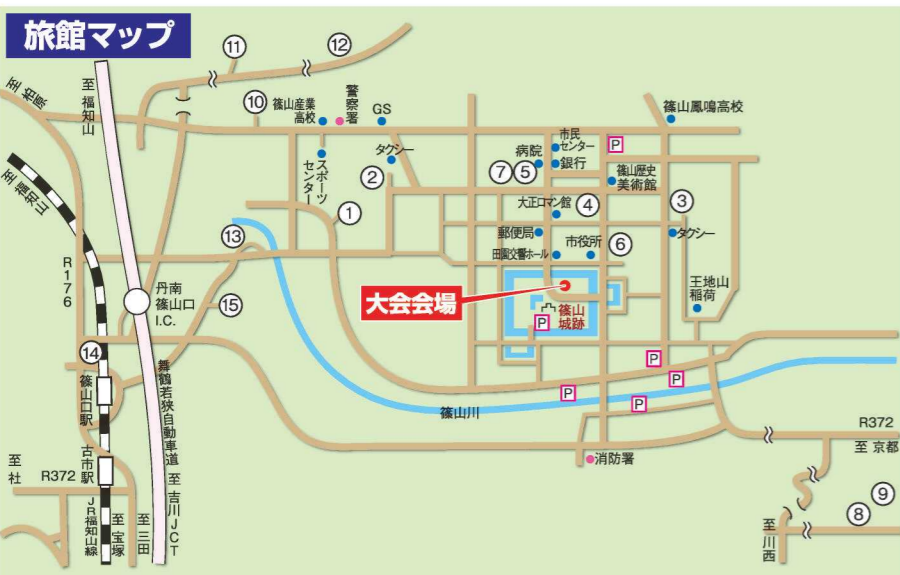 旅館マップ
⑪
⑫
至柏原
至福知山
⑩
篠山産業
高校
警察署
GS
篠山鳳鳴高校
スポーツ
センター
タクシー
②
市民
センター
病院
銀行
P
⑦
⑤
篠山歴史
美術館
至福知山
①
大正ロマン館
④
③
⑬
郵便局
市役所
⑥
タクシー
田園交響ホール
R176
丹南
篠山口
I.C.
⑮
大会会場
篠山
城跡
P
王地山
稲荷
⑭
篠山口駅
舞鶴若狭自動車道
P
P
P
P
篠山川
R372
至京都
古市駅
至社
R372
消防署
⑨
⑧
JR福知山線
至宝塚
至三田
至吉川JCT
至川西